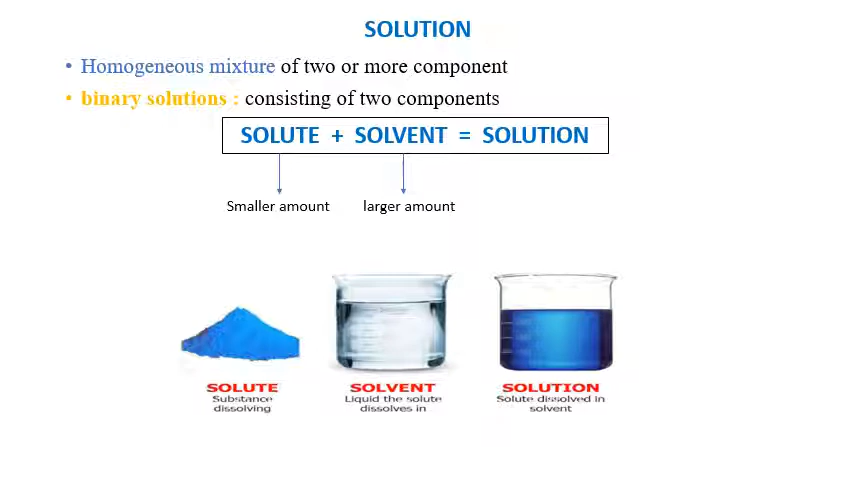 SOLUTION
• Homogeneous mixture of two or more component
• binary solutions : consisting of two components
SOLUTE + SOLVENT = SOLUTION
Smaller amount larger amount
SOLUTE SOLVENT SOLUTION
Substance Liquid the solute Solute dissolved in
dissolving dissolves in solvent